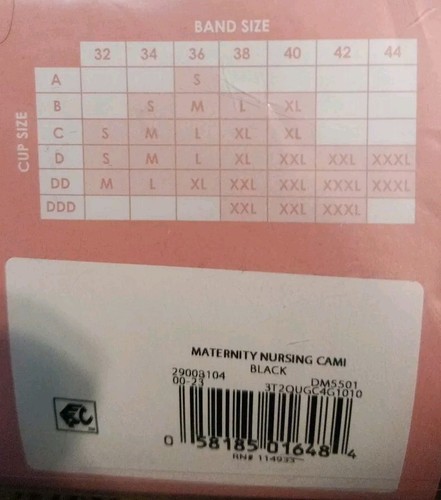 BAND SIZE
32 34 36 38 40 42 44
CUP SIZE
A S
B S M L XL
C S M L XL XL
D S M L XL XXL XXL XXXL
DD M L XL XXL XXL XXXL XXXL
DDD XXL XXL XXXL
MATERNITY NURSING CAMI
BLACK
29008104 DM5501
00-23 3T2QUGC4G1010
0 58185 01648 4
RN# 114933